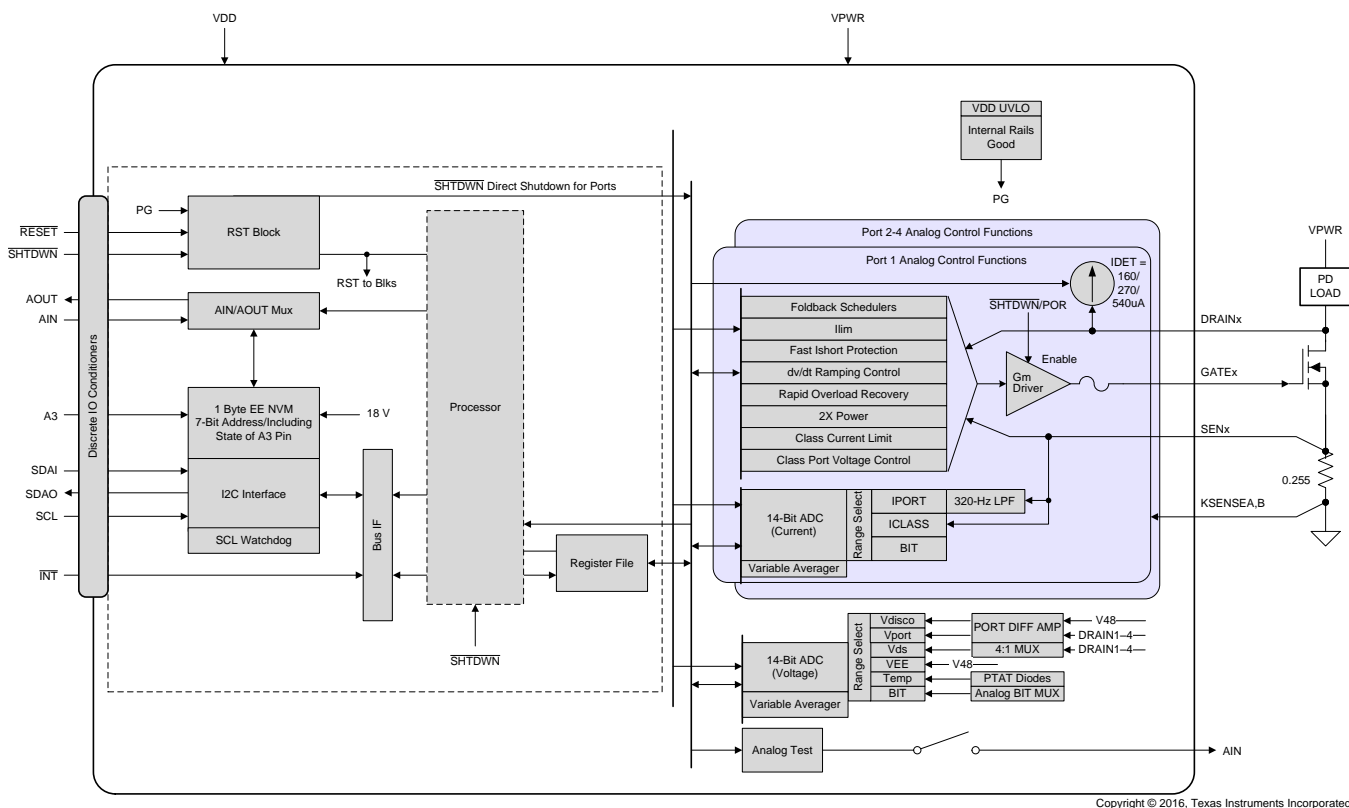 VDD
VPWR
VDD UVLO
Internal Rails
Good
PG
SHTDWN Direct Shutdown for Ports
PG
RESET
SHTDWN
RST Block
RST to Blks
AOUT
AIN
AIN/AOUT Mux
Discrete IO Conditioners
A3
1 Byte EE NVM
7-Bit Address/Including
State of A3 Pin
18 V
SDAI
SDAO
SCL
I2C Interface
SCL Watchdog
INT
Bus IF
Processor
SHTDWN
Register File
Port 2-4 Analog Control Functions
Port 1 Analog Control Functions
IDET =
160/
270/
540uA
Foldback Schedulers
Ilim
Fast Ishort Protection
dv/dt Ramping Control
Rapid Overload Recovery
2X Power
Class Current Limit
Class Port Voltage Control
SHTDWN/POR
Enable
Gm
Driver
VPWR
PD
LOAD
DRAINx
GATEx
SENx
0.255
KSENSEA,B
14-Bit ADC
(Current)
Variable Averager
Range Select
IPORT
320-Hz LPF
ICLASS
BIT
14-Bit ADC
(Voltage)
Variable Averager
Range Select
Vdisco
Vport
Vds
VEE
Temp
BIT
PORT DIFF AMP
4:1 MUX
V48
PTAT Diodes
Analog BIT MUX
V48
DRAIN1–4
DRAIN1–4
Analog Test
AIN
Copyright © 2016, Texas Instruments Incorporated